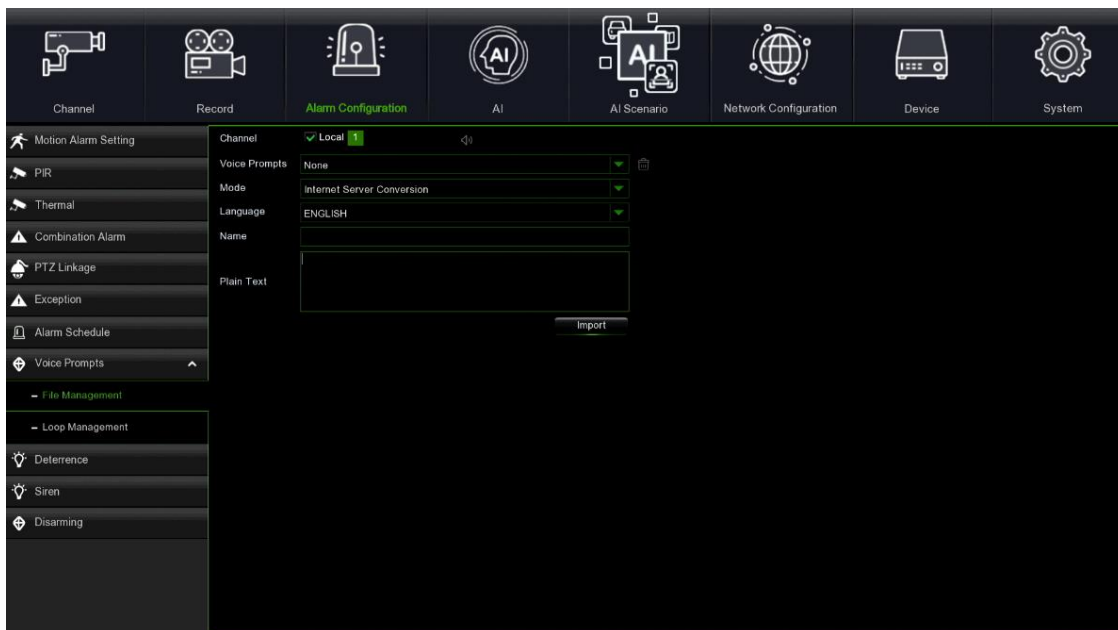 Channel
Record
Alarm Configuration
AI
AI Scenario
Network Configuration
Device
System
Motion Alarm Setting
PIR
Thermal
Combination Alarm
PTZ Linkage
Exception
Alarm Schedule
Voice Prompts
File Management
Loop Management
Deterrence
Siren
Disarming
Channel Local 1
Voice Prompts None
Mode Internet Server Conversion
Language ENGLISH
Name
Plain Text
Import